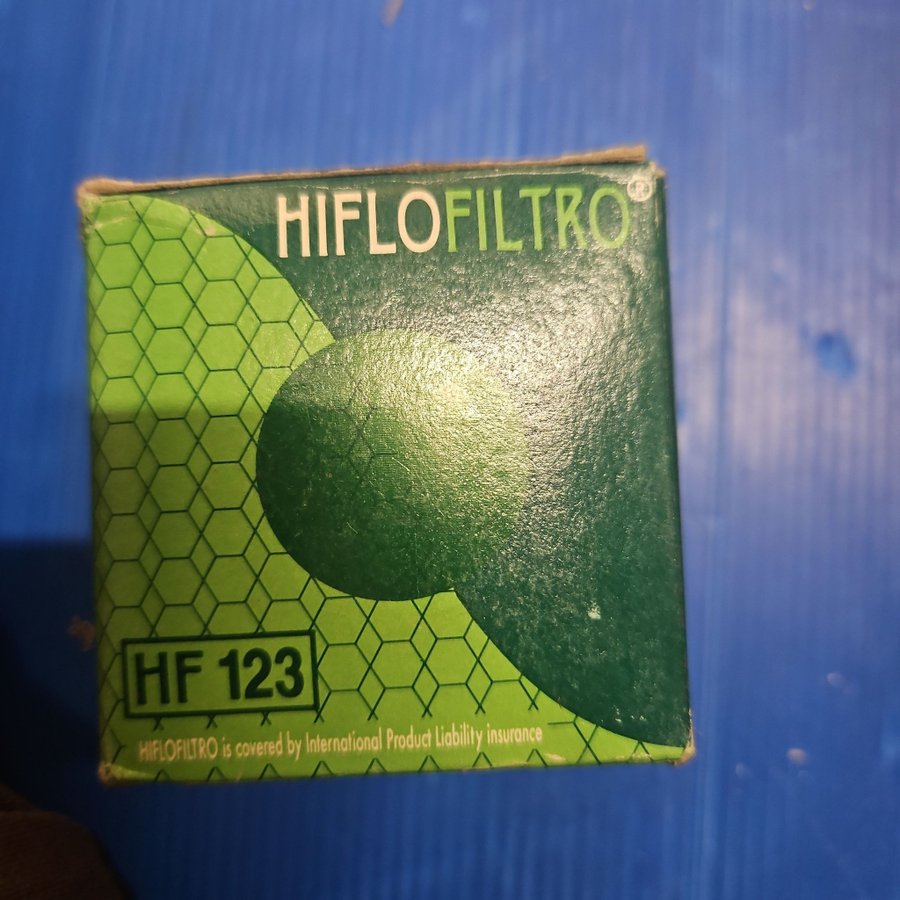 HIFLOFILTRO®
HF 123
HIFLOFILTRO is covered by International Product Liability insurance